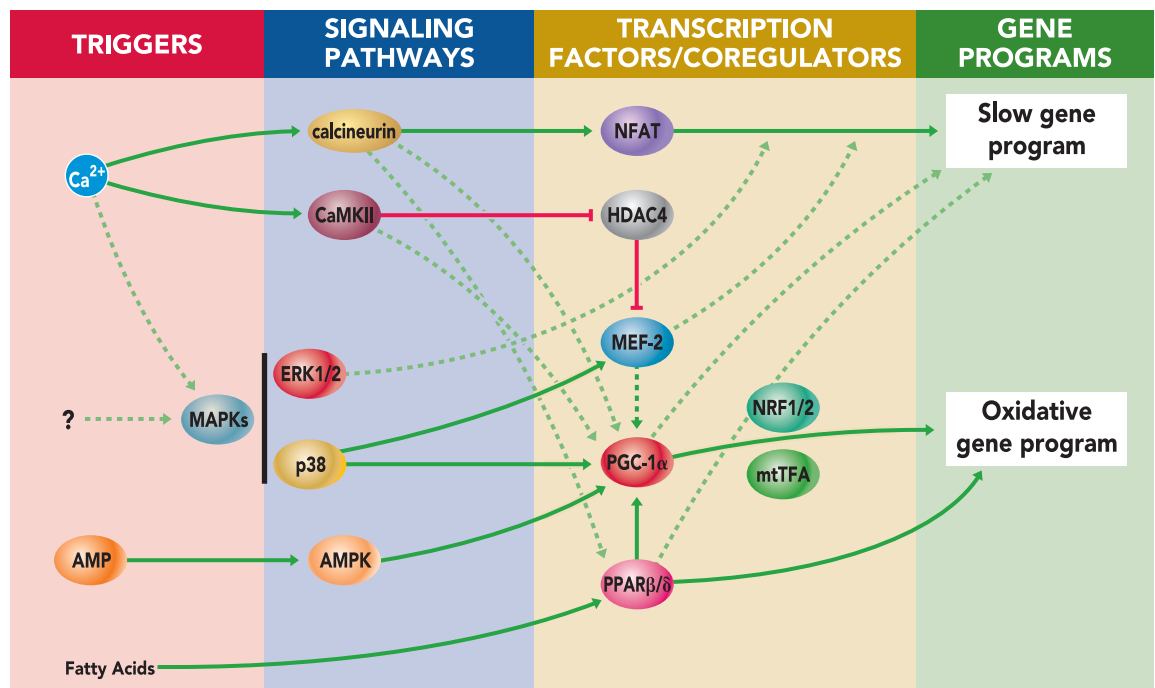 TRIGGERS
SIGNALING
PATHWAYS
TRANSCRIPTION
FACTORS/COREGULATORS
GENE
PROGRAMS
calcineurin
NFAT
Slow gene
program
Ca²⁺
CaMKII
HDAC4
MEF-2
ERK1/2
?
MAPKs
NRF1/2
Oxidative
gene program
p38
PGC-1α
mtTFA
AMP
AMPK
PPARβ/δ
Fatty Acids